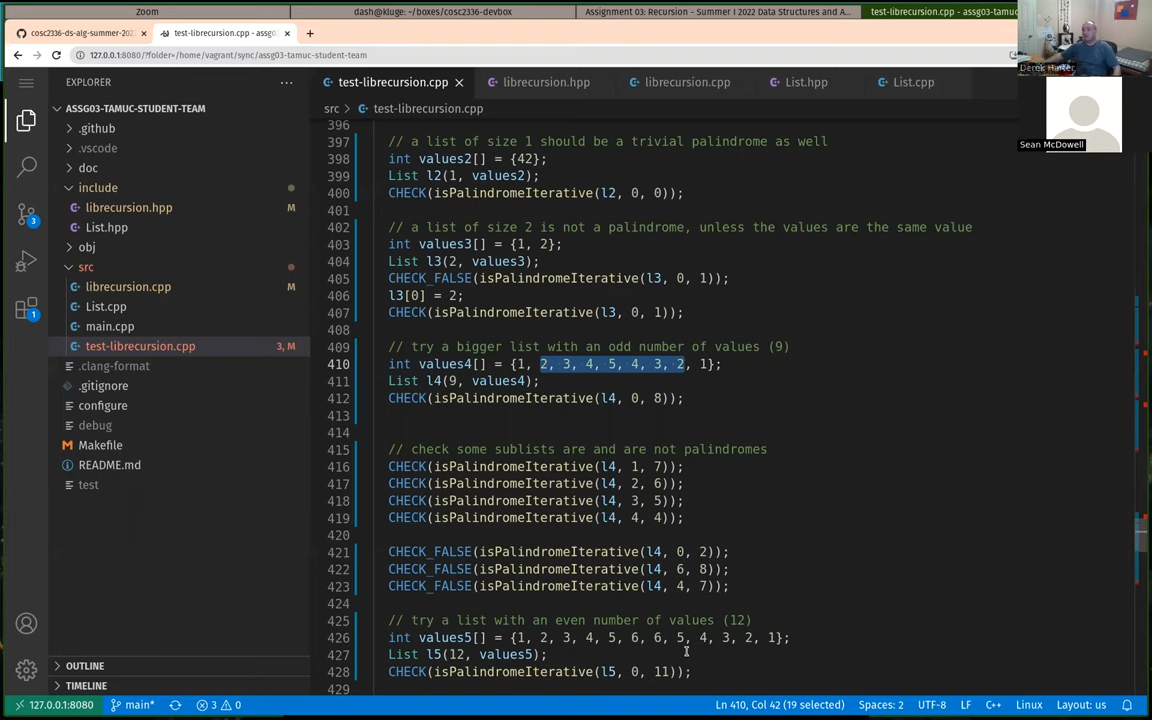 Zoom
dash@kluge: ~/boxes/cosc2336-devbox
Assignment 03: Recursion - Summer I 2022 Data Structures and A...
test-librecursion.cpp - assg03-tamuc
cosc2336-ds-alg-summer-202
test-librecursion.cpp - assg0
127.0.0.1:8080/?folder=/home/vagrant/sync/assg03-tamuc-student-team
Derek Harter
Sean McDowell
EXPLORER
ASSG03-TAMUC-STUDENT-TEAM
.github
.vscode
doc
include
librecursion.hpp M
List.hpp
obj
src
librecursion.cpp M
List.cpp
main.cpp
test-librecursion.cpp 3, M
.clang-format
.gitignore
configure
debug
Makefile
README.md
test
OUTLINE
TIMELINE
3
1
test-librecursion.cpp
librecursion.hpp
librecursion.cpp
List.hpp
List.cpp
src > test-librecursion.cpp
396
397 // a list of size 1 should be a trivial palindrome as well
398 int values2[] = {42};
399 List l2(1, values2);
400 CHECK(isPalindromeIterative(l2, 0, 0));
401
402 // a list of size 2 is not a palindrome, unless the values are the same value
403 int values3[] = {1, 2};
404 List l3(2, values3);
405 CHECK_FALSE(isPalindromeIterative(l3, 0, 1));
406 l3[0] = 2;
407 CHECK(isPalindromeIterative(l3, 0, 1));
408
409 // try a bigger list with an odd number of values (9)
410 int values4[] = {1, 2, 3, 4, 5, 4, 3, 2, 1};
411 List l4(9, values4);
412 CHECK(isPalindromeIterative(l4, 0, 8));
413
414
415 // check some sublists are and are not palindromes
416 CHECK(isPalindromeIterative(l4, 1, 7));
417 CHECK(isPalindromeIterative(l4, 2, 6));
418 CHECK(isPalindromeIterative(l4, 3, 5));
419 CHECK(isPalindromeIterative(l4, 4, 4));
420
421 CHECK_FALSE(isPalindromeIterative(l4, 0, 2));
422 CHECK_FALSE(isPalindromeIterative(l4, 6, 8));
423 CHECK_FALSE(isPalindromeIterative(l4, 4, 7));
424
425 // try a list with an even number of values (12)
426 int values5[] = {1, 2, 3, 4, 5, 6, 6, 5, 4, 3, 2, 1};
427 List l5(12, values5);
428 CHECK(isPalindromeIterative(l5, 0, 11));
429
127.0.0.1:8080 main* 3 0 Ln 410, Col 42 (19 selected) Spaces: 2 UTF-8 LF C++ Linux Layout: us